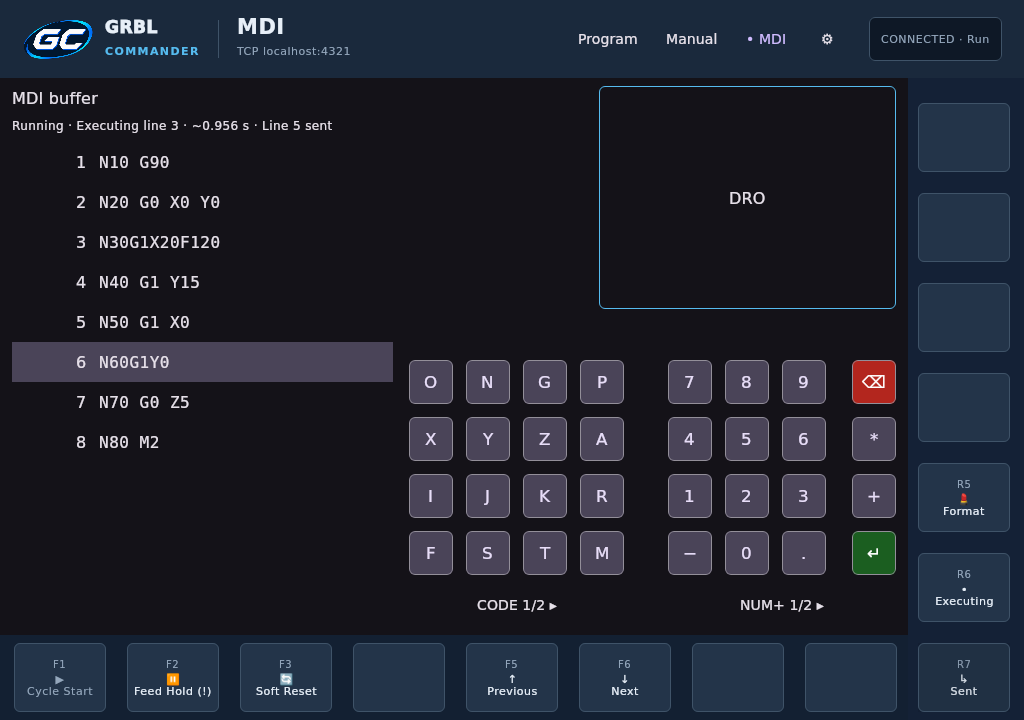 GC
GRBL
COMMANDER
MDI
TCP localhost:4321
Program
Manual
• MDI
⚙
CONNECTED · Run
MDI buffer
Running · Executing line 3 · ~0.956 s · Line 5 sent
1 N10 G90
2 N20 G0 X0 Y0
3 N30G1X20F120
4 N40 G1 Y15
5 N50 G1 X0
6 N60G1Y0
7 N70 G0 Z5
8 N80 M2
DRO
O N G P 7 8 9 ⌫
X Y Z A 4 5 6 *
I J K R 1 2 3 +
F S T M − 0 . ↵
CODE 1/2 ▸
NUM+ 1/2 ▸
R5
💄
Format
R6
•
Executing
F1
▶
Cycle Start
F2
⏸
Feed Hold (!)
F3
🔄
Soft Reset
F5
↑
Previous
F6
↓
Next
R7
↳
Sent